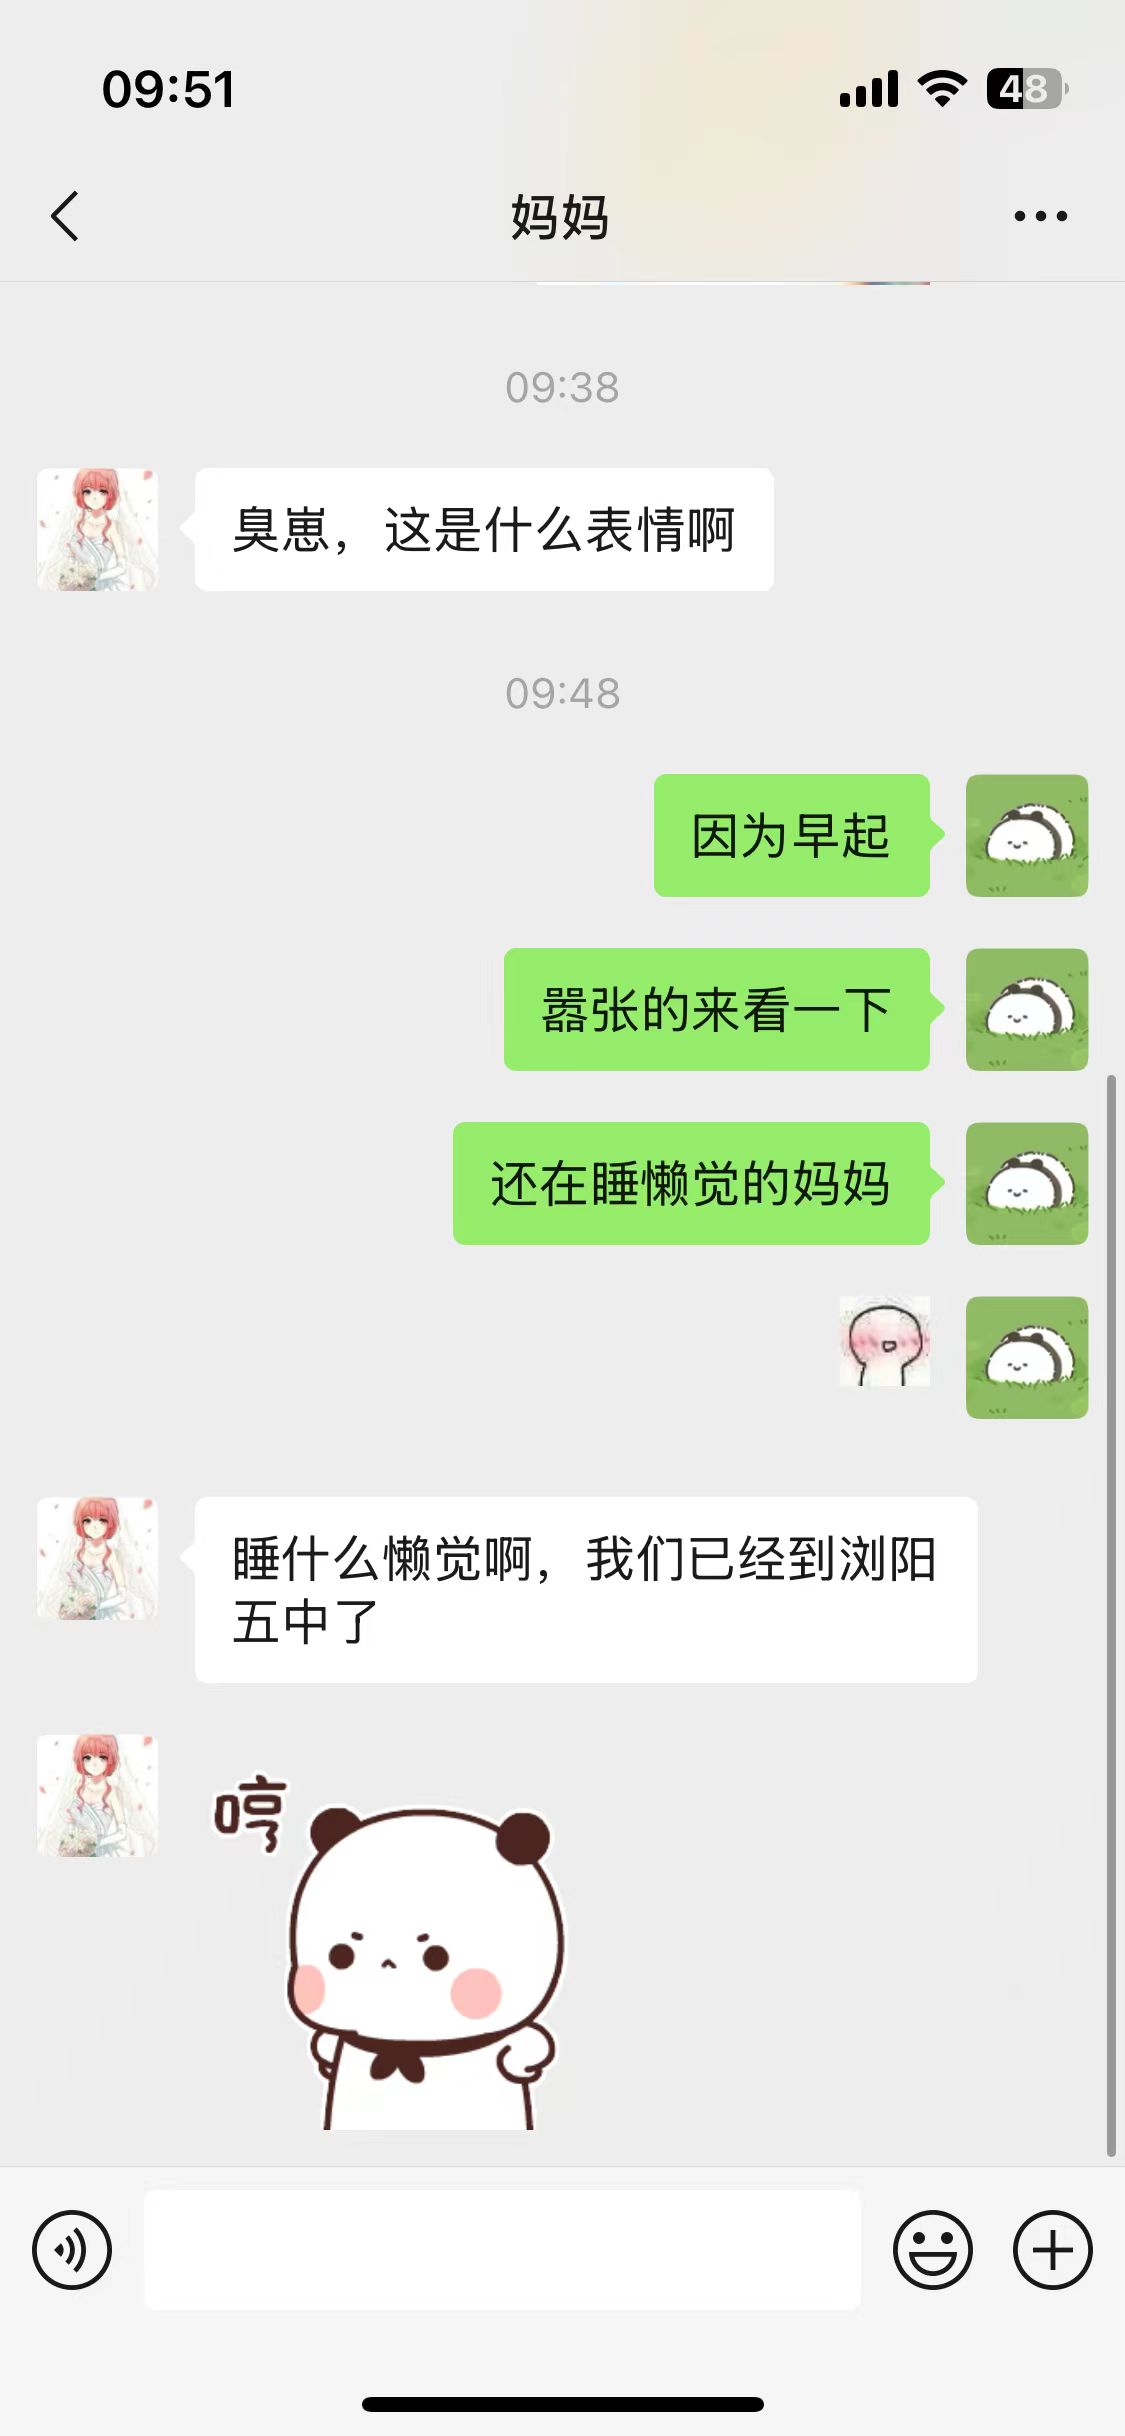 09:51
48
妈妈
09:38
臭崽，这是什么表情啊
09:48
因为早起
嚣张的来看一下
还在睡懒觉的妈妈
睡什么懒觉啊，我们已经到浏阳
五中了
哼